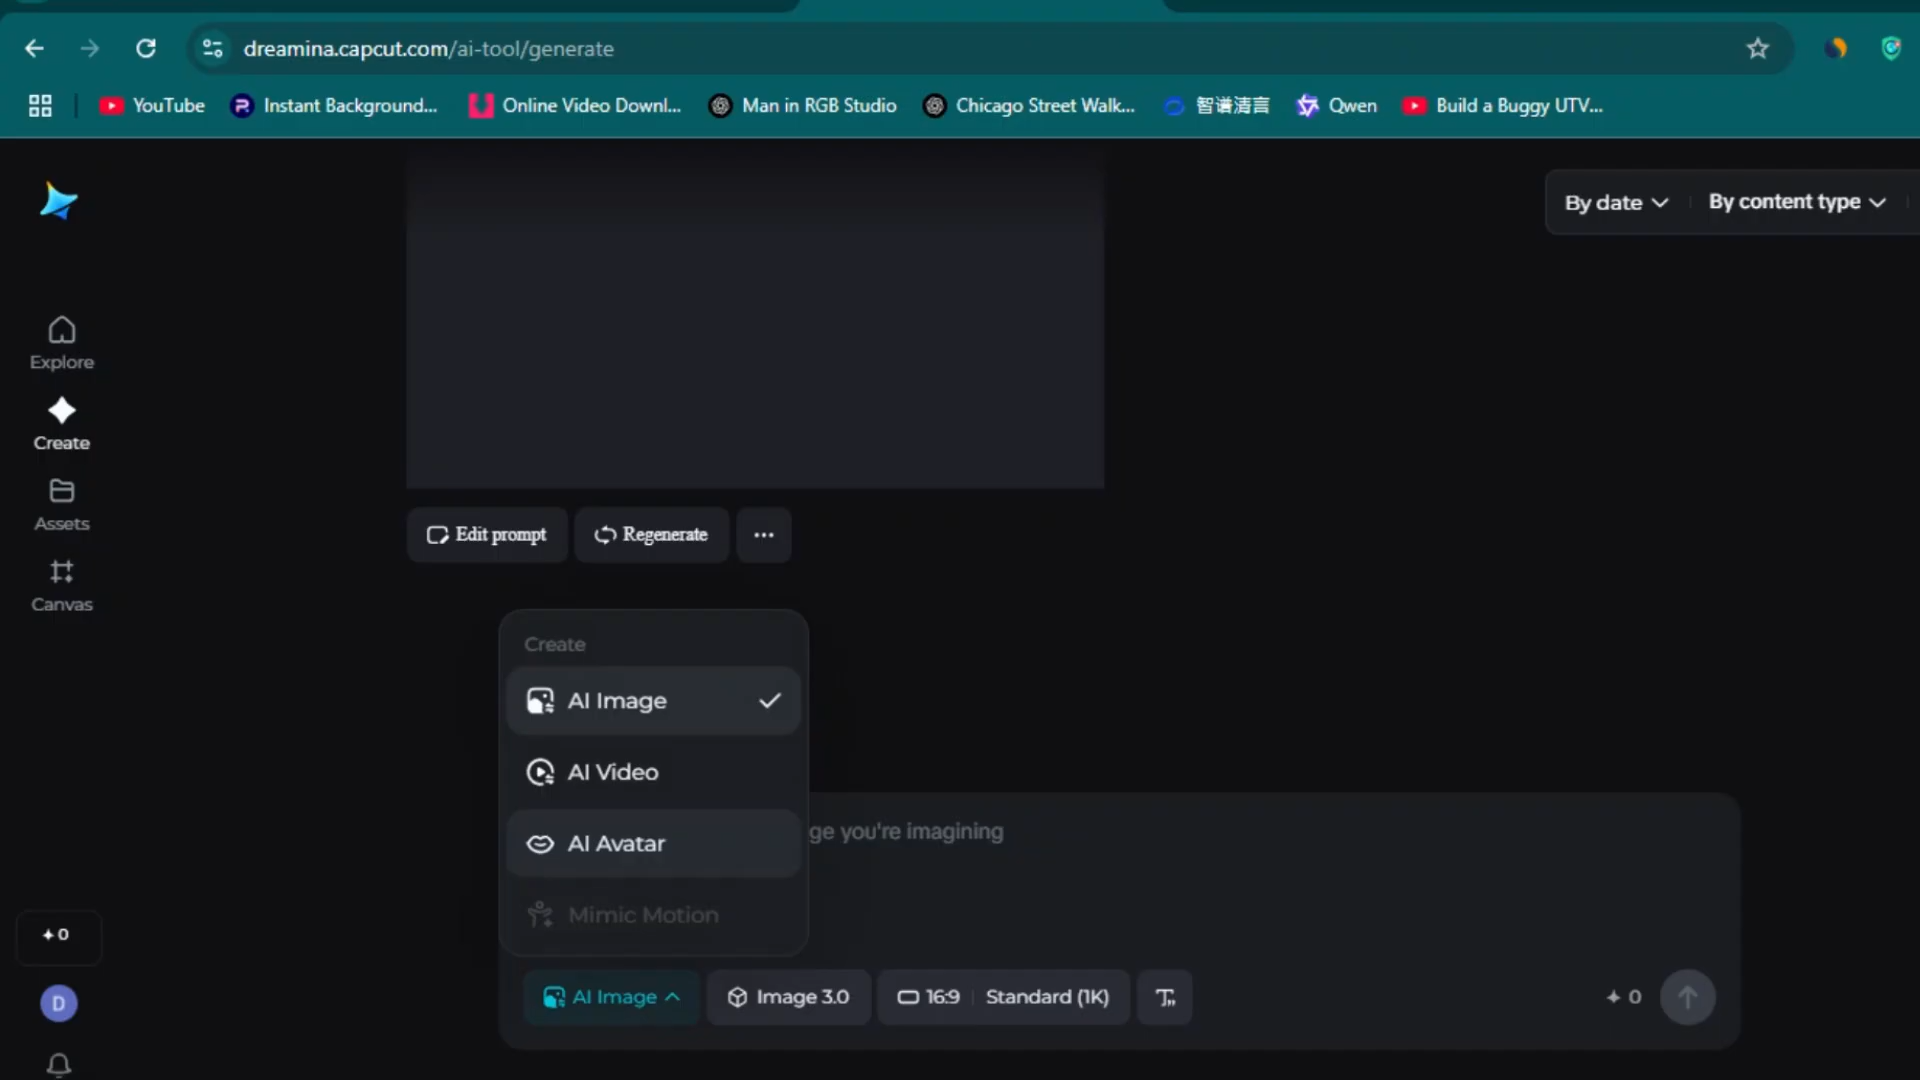 dreamina.capcut.com/ai-tool/generate
YouTube
Instant Background...
Online Video Downl...
Man in RGB Studio
Chicago Street Walk...
智谱清言
Qwen
Build a Buggy UTV...
By date
By content type
Explore
Create
Assets
Canvas
Edit prompt
Regenerate
Create
AI Image
AI Video
AI Avatar
Mimic Motion
ge you're imagining
AI Image
Image 3.0
16:9
Standard (1K)
T
0
0
D